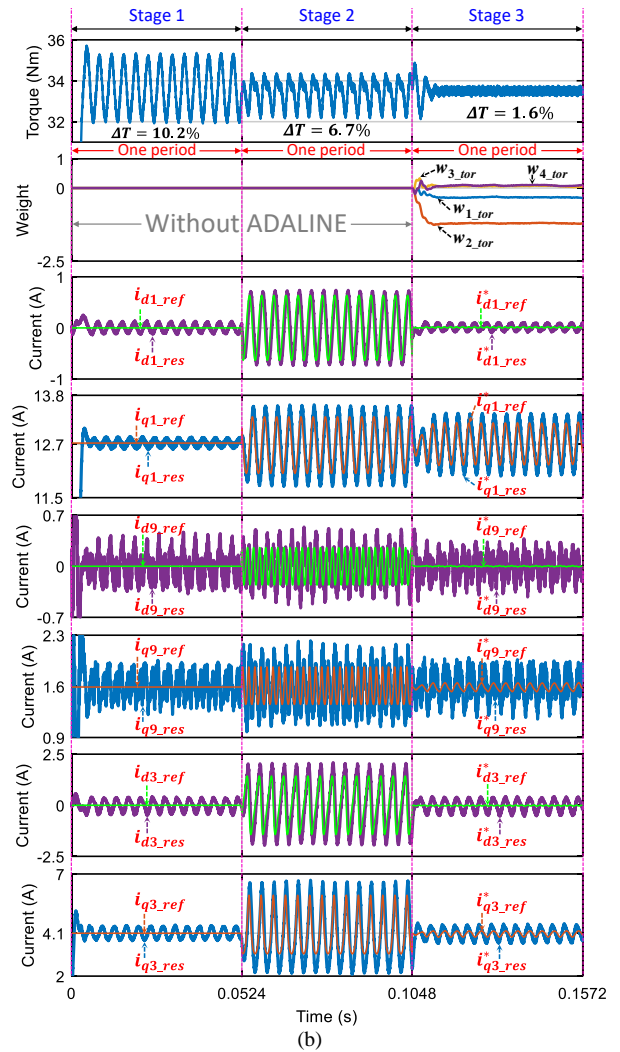 Stage 1 Stage 2 Stage 3
36
34
32
Torque (Nm)
ΔT = 10.2% ΔT = 6.7% ΔT = 1.6%
One period One period One period
1
0
-2.5
Weight
Without ADALINE
w3_tor w4_tor
w1_tor
w2_tor
1
0
-1
Current (A)
id1_ref i*d1_ref
id1_res i*d1_res
13.8
12.7
11.5
Current (A)
iq1_ref i*q1_ref
iq1_res i*q1_res
0.7
0
-0.7
Current (A)
id9_ref i*d9_ref
id9_res i*d9_res
2.3
1.6
0.9
Current (A)
iq9_ref i*q9_ref
iq9_res i*q9_res
2.5
0
-2.5
Current (A)
id3_ref i*d3_ref
id3_res i*d3_res
7
4.1
2
Current (A)
iq3_ref i*q3_ref
iq3_res i*q3_res
0 0.0524 0.1048 0.1572
Time (s)
(b)